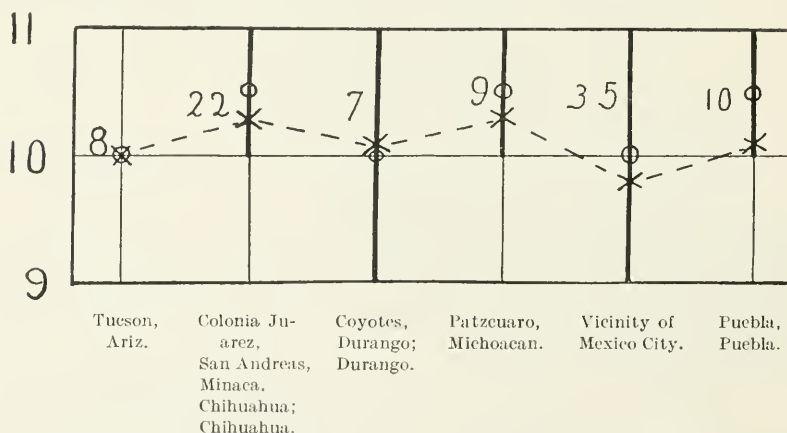 11
22
7
9
35
10
8
10
9
Tucson,
Ariz.
Colonia Ju-
arez,
San Andreas,
Minaca,
Chihuahua;
Chihuahua.
Coyotes,
Durango;
Durango.
Patzcuaro,
Michoacan.
Vicinity of
Mexico City.
Puebla,
Puebla.